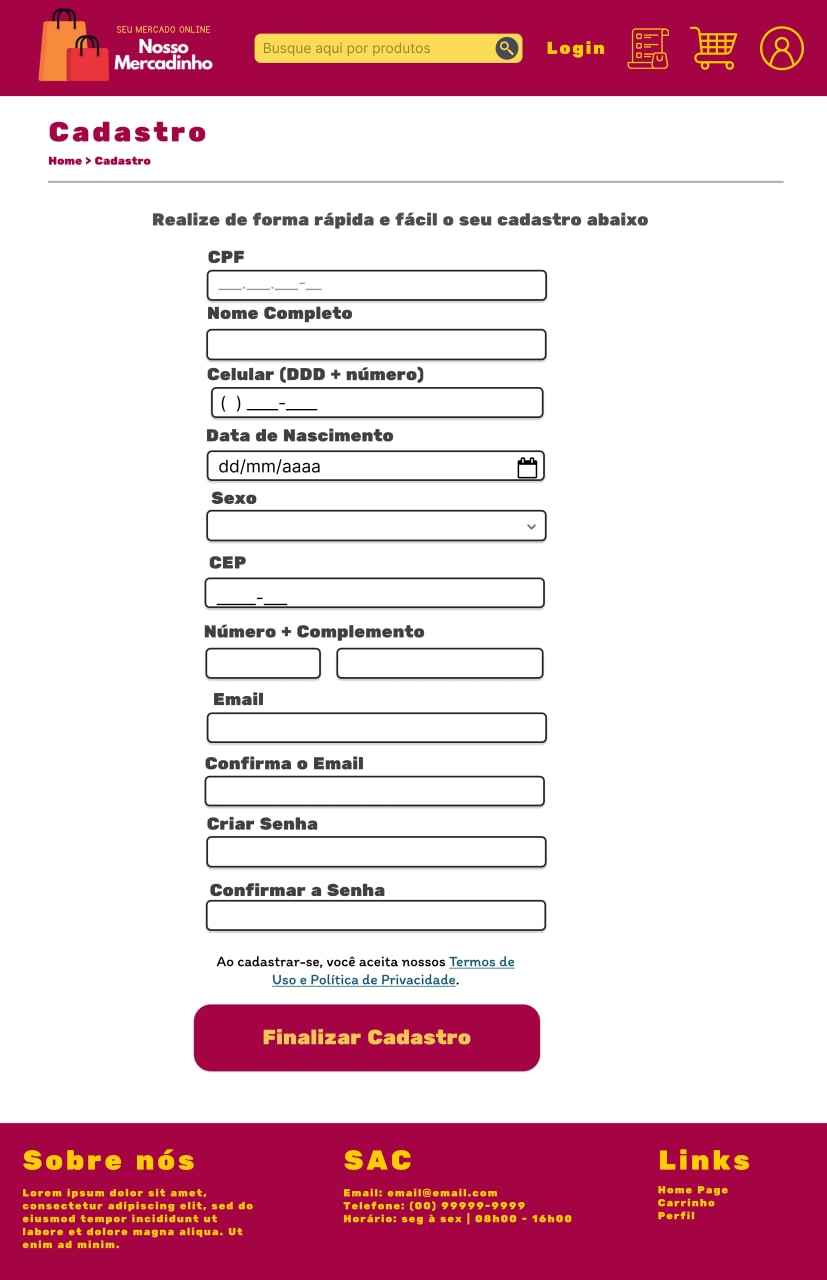 SEU MERCADO ONLINE
Nosso
Mercadinho
Busque aqui por produtos
Login
Cadastro
Home > Cadastro
Realize de forma rápida e fácil o seu cadastro abaixo
CPF
___.___.___-__
Nome Completo
Celular (DDD + número)
( ) ____-____
Data de Nascimento
dd/mm/aaaa
Sexo
CEP
_____-___
Número + Complemento
Email
Confirma o Email
Criar Senha
Confirmar a Senha
Ao cadastrar-se, você aceita nossos Termos de
Uso e Política de Privacidade.
Finalizar Cadastro
Sobre nós
Lorem ipsum dolor sit amet,
consectetur adipiscing elit, sed do
eiusmod tempor incididunt ut
labore et dolore magna aliqua. Ut
enim ad minim.
SAC
Email: email@email.com
Telefone: (00) 99999-9999
Horário: seg à sex | 08h00 - 16h00
Links
Home Page
Carrinho
Perfil